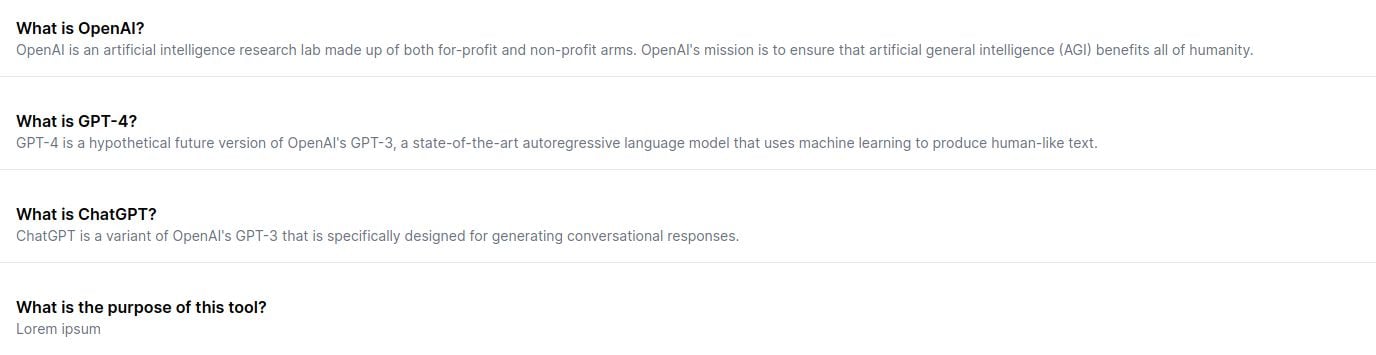 What is OpenAI?
OpenAI is an artificial intelligence research lab made up of both for-profit and non-profit arms. OpenAI's mission is to ensure that artificial general intelligence (AGI) benefits all of humanity.
What is GPT-4?
GPT-4 is a hypothetical future version of OpenAI's GPT-3, a state-of-the-art autoregressive language model that uses machine learning to produce human-like text.
What is ChatGPT?
ChatGPT is a variant of OpenAI's GPT-3 that is specifically designed for generating conversational responses.
What is the purpose of this tool?
Lorem ipsum